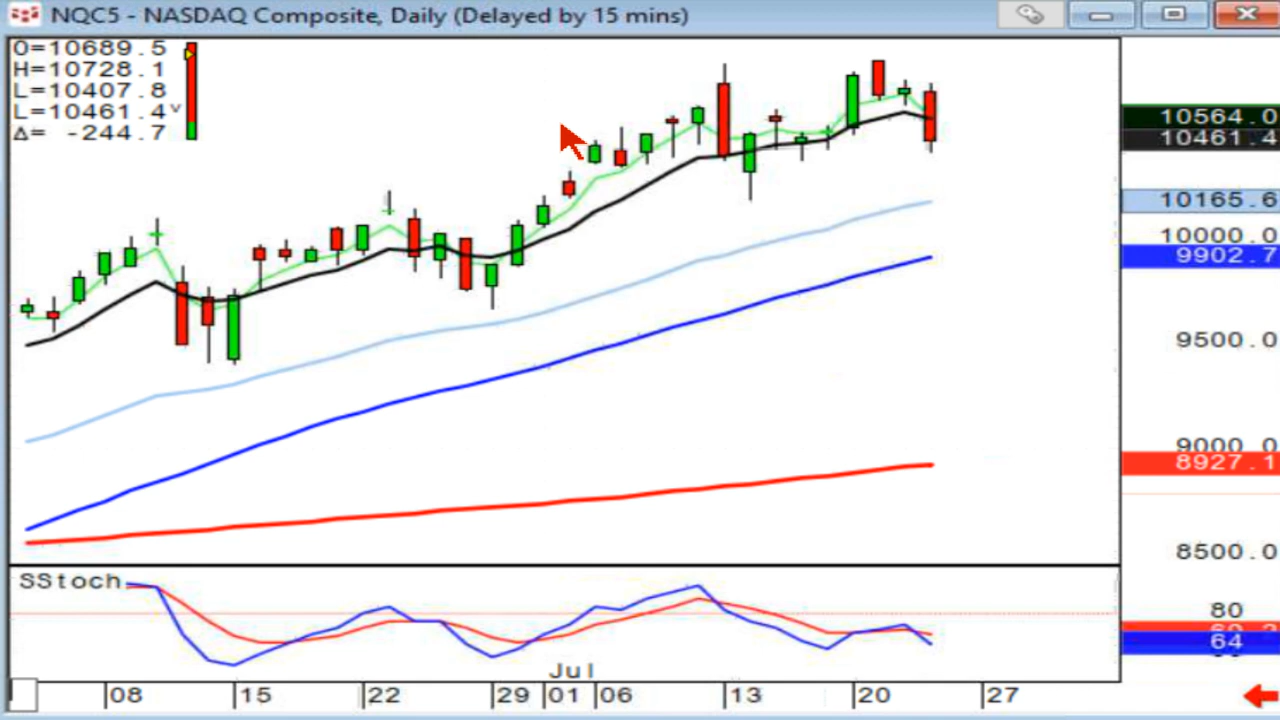 NQC5 - NASDAQ Composite, Daily (Delayed by 15 mins)
O=10689.5
H=10728.1
L=10407.8
L=10461.4v
Δ= -244.7
10564.0
10461.4
10165.6
10000.0
9902.7
9500.0
9000.0
8927.1
8500.0
SStoch
80
64
Jul
08 15 22 29 01 06 13 20 27